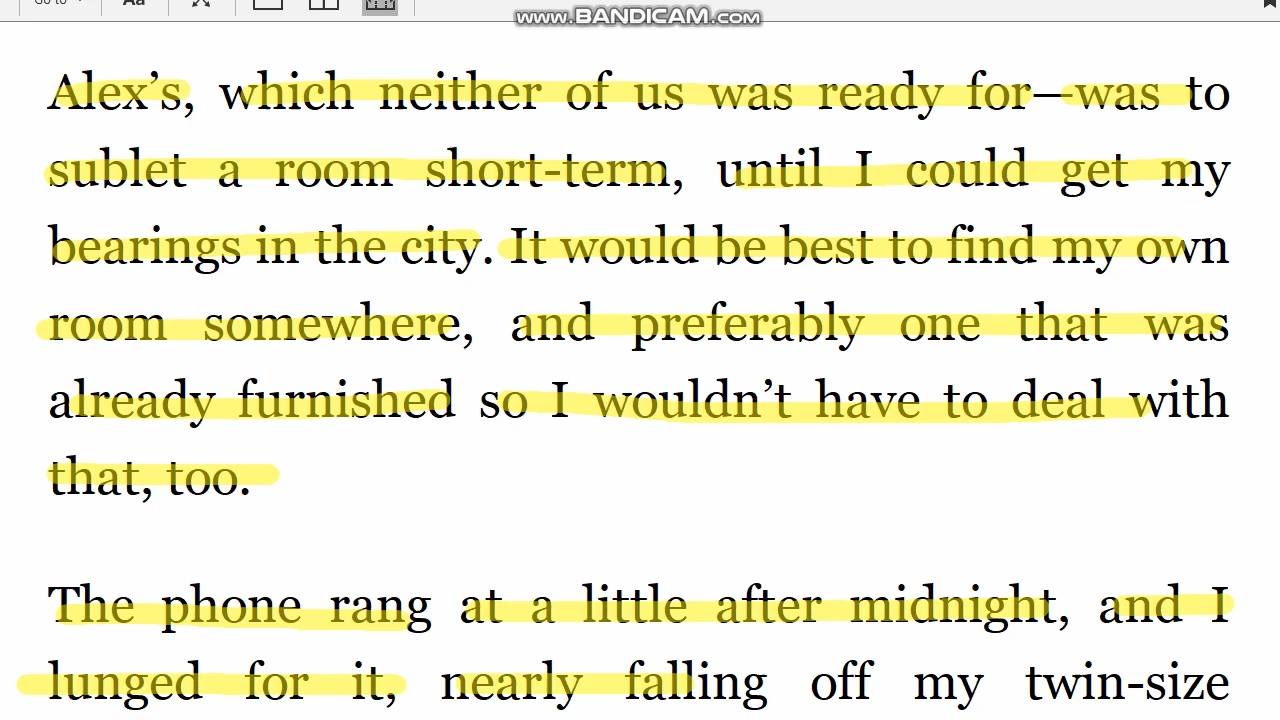 Go to
Aa
www.BANDICAM.com
Alex's, which neither of us was ready for—was to
sublet a room short-term, until I could get my
bearings in the city. It would be best to find my own
room somewhere, and preferably one that was
already furnished so I wouldn't have to deal with
that, too.
The phone rang at a little after midnight, and I
lunged for it, nearly falling off my twin-size